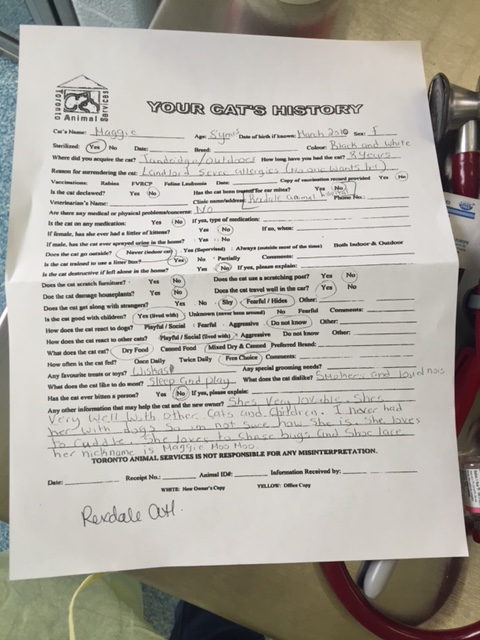 Toronto
Animal
Services
YOUR CAT'S HISTORY
Cat's Name: Maggie Age: 8 years Date of birth if known: March 2010 Sex: F
Sterilized: Yes No Date: Breed: Colour: Black and white
Where did you acquire the cat? / outdoors How long have you had the cat? 8 years
Reason for surrendering the cat: Landlord severe allergies (No one wants her)
Vaccinations: Rabies FVRCP Feline Leukemia Date: Copy of vaccination record provided Yes No
Is the cat declawed? Yes No Has the cat been treated for ear mites? Yes No
Veterinarian's Name: Clinic name/address: Rexdale animal Phone No.:
Are there any medical or physical problems/concerns: No
Is the cat on any medication: Yes No If yes, type of medication:
If female, has she ever had a litter of kittens? Yes No If so, when:
If male, has the cat ever sprayed urine in the home? Yes No
Does the cat go outside? Never (indoor cat) Yes (Supervised) Always (outside most of the time) Both Indoor & Outdoor
Is the cat trained to use a litter box? Yes No Partially Comments:
Is the cat destructive if left alone in the home? Yes No If yes, please explain:
Does the cat scratch furniture? Yes No Does the cat use a scratching post? Yes No
Does the cat damage houseplants? Yes No Does the cat travel well in the car? Yes No
Does the cat get along with strangers? Yes No Shy Fearful / Hides Other:
Is the cat good with children? Yes (lived with) Unknown (never been around) No Fearful Comments:
How does the cat react to dogs? Playful / Social Fearful Aggressive Do not know Other:
How does the cat react to other cats? Playful / Social (lived with) Aggressive Do not know Other:
What does the cat eat? Dry Food Canned Food Mixed Dry & Canned Preferred Brand:
How often is the cat fed? Once Daily Twice Daily Free Choice Comments:
Any favourite treats or toys? Wiskas Any special grooming needs?
What does the cat like to do most? Sleep and play What does the cat dislike? Strollers and loud nois
Has the cat ever bitten a person? Yes No If yes, please explain:
Any other information that may help the cat and the new owner? Shes Very lovable. She's
Very Well With Other Cats and Children. I never had
her with dogs so im not sure how she is. She loves
to cuddle. She loves to chase bugs and shoe lace
her nickname is Maggie Moo Moo.
TORONTO ANIMAL SERVICES IS NOT RESPONSIBLE FOR ANY MISINTERPRETATION.
Date: Receipt No.: Animal ID#: Information Received by:
WHITE: New Owner's Copy YELLOW: Office Copy
Rexdale AH.